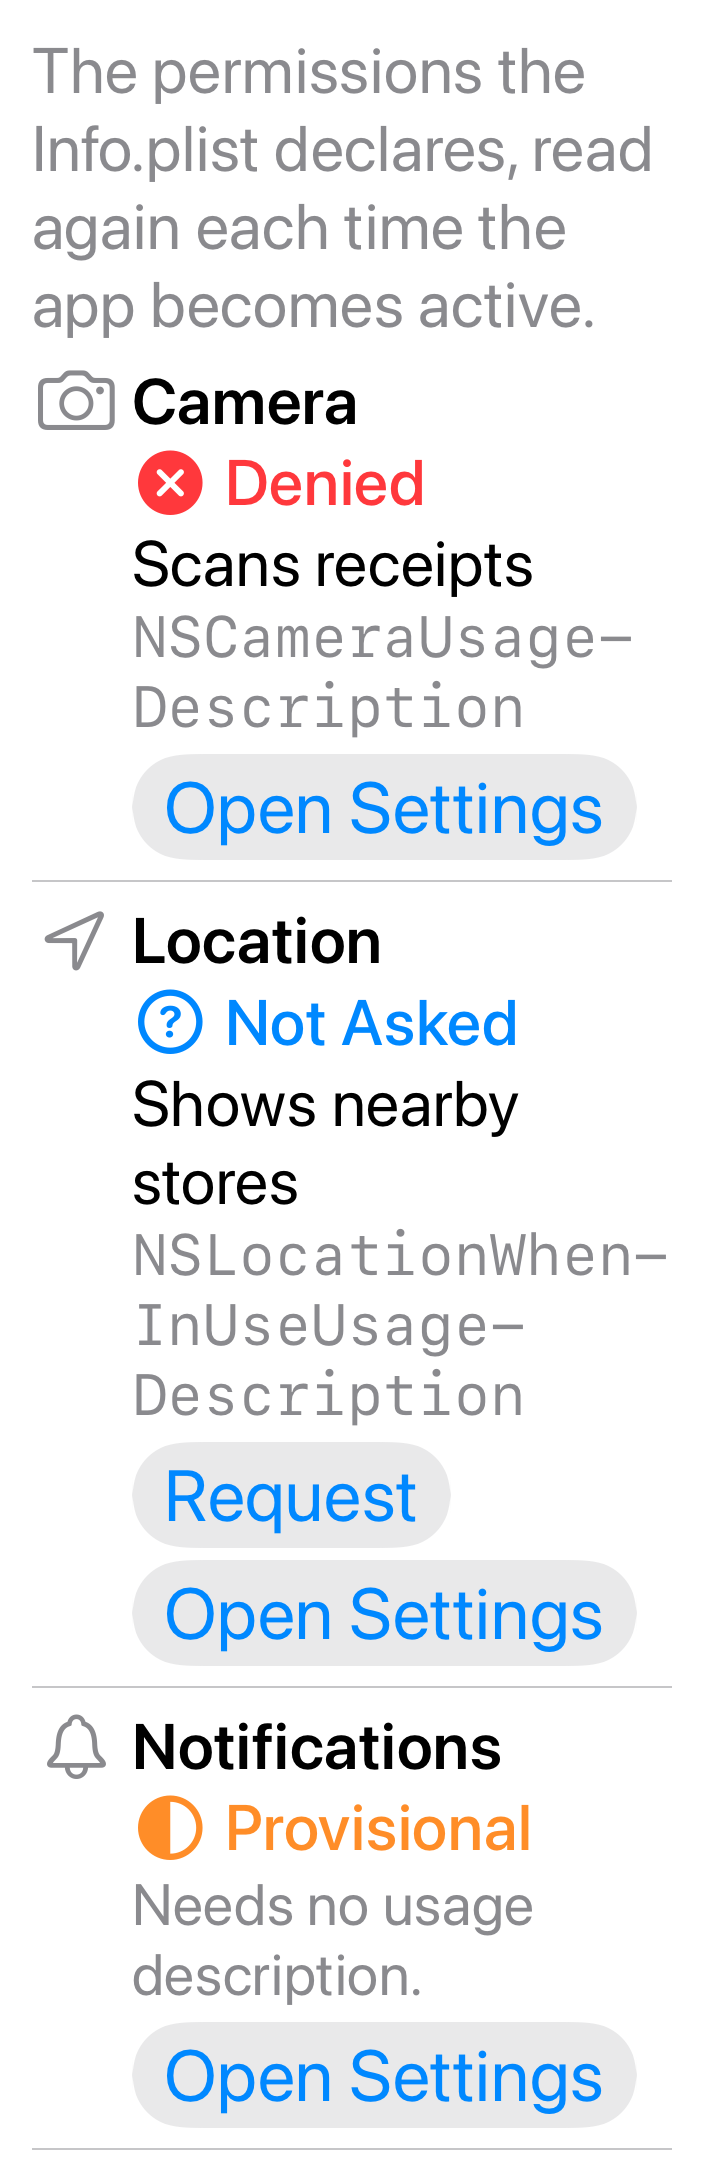 The permissions the
Info.plist declares, read
again each time the
app becomes active.
Camera
Denied
Scans receipts
NSCameraUsage-
Description
Open Settings
Location
Not Asked
Shows nearby
stores
NSLocationWhen-
InUseUsage-
Description
Request
Open Settings
Notifications
Provisional
Needs no usage
description.
Open Settings